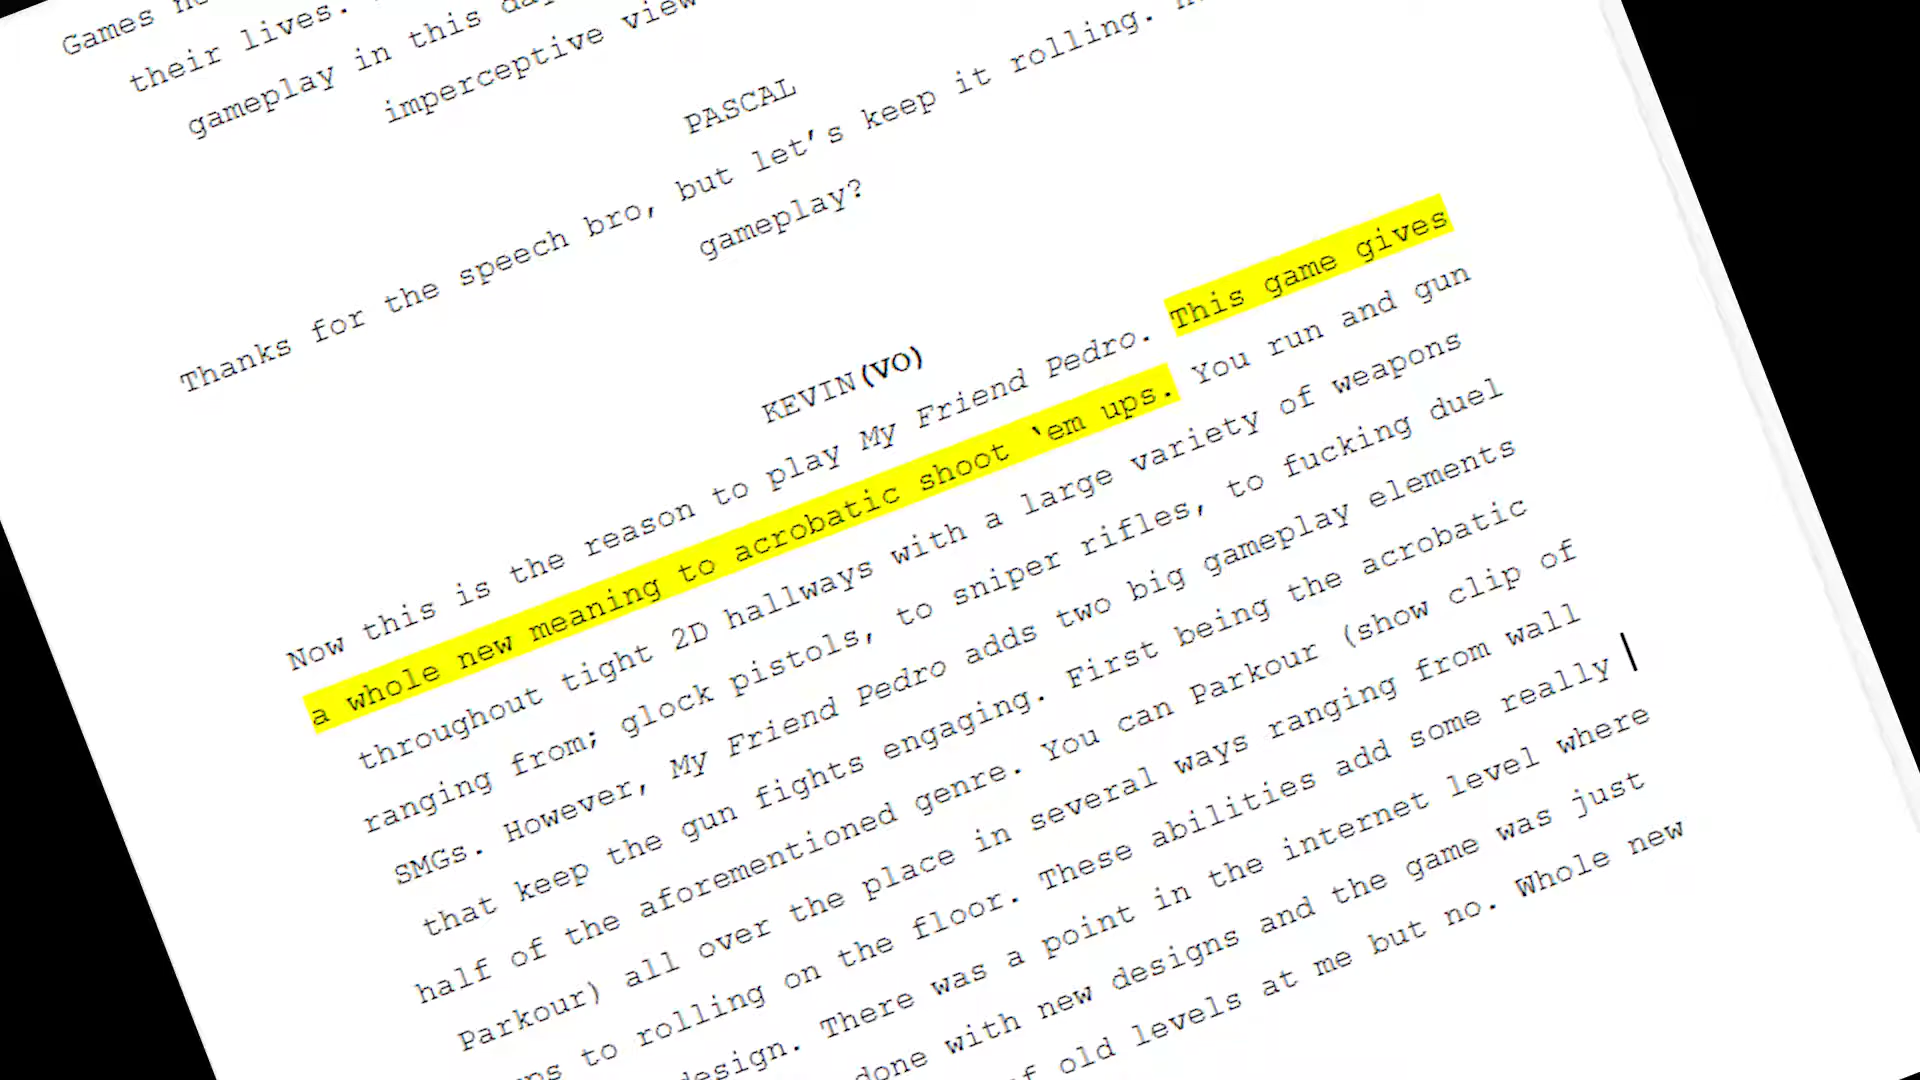 Games
their lives.
gameplay in this
imperceptive view
PASCAL
Thanks for the speech bro, but let's keep it rolling.
gameplay?
KEVIN(VO)
Now this is the reason to play My Friend Pedro. This game gives
a whole new meaning to acrobatic shoot `em ups. You run and gun
throughout tight 2D hallways with a large variety of weapons
ranging from; glock pistols, to sniper rifles, to fucking duel
SMGs. However, My Friend Pedro adds two big gameplay elements
that keep the gun fights engaging. First being the acrobatic
half of the aforementioned genre. You can Parkour (show clip of
Parkour) all over the place in several ways ranging from wall
to rolling on the floor. These abilities add some really
design. There was a point in the internet level where
done with new designs and the game was just
of old levels at me but no. Whole new